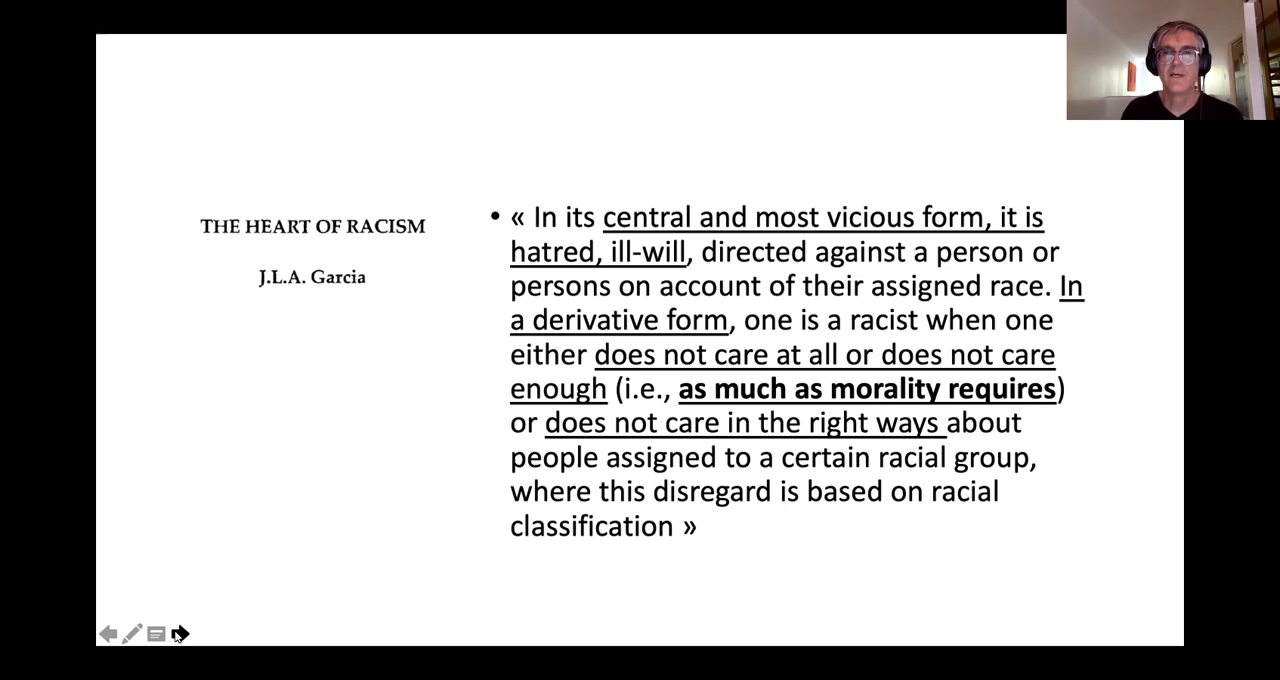 THE HEART OF RACISM
J.L.A. Garcia
• « In its central and most vicious form, it is
hatred, ill-will, directed against a person or
persons on account of their assigned race. In
a derivative form, one is a racist when one
either does not care at all or does not care
enough (i.e., as much as morality requires)
or does not care in the right ways about
people assigned to a certain racial group,
where this disregard is based on racial
classification »